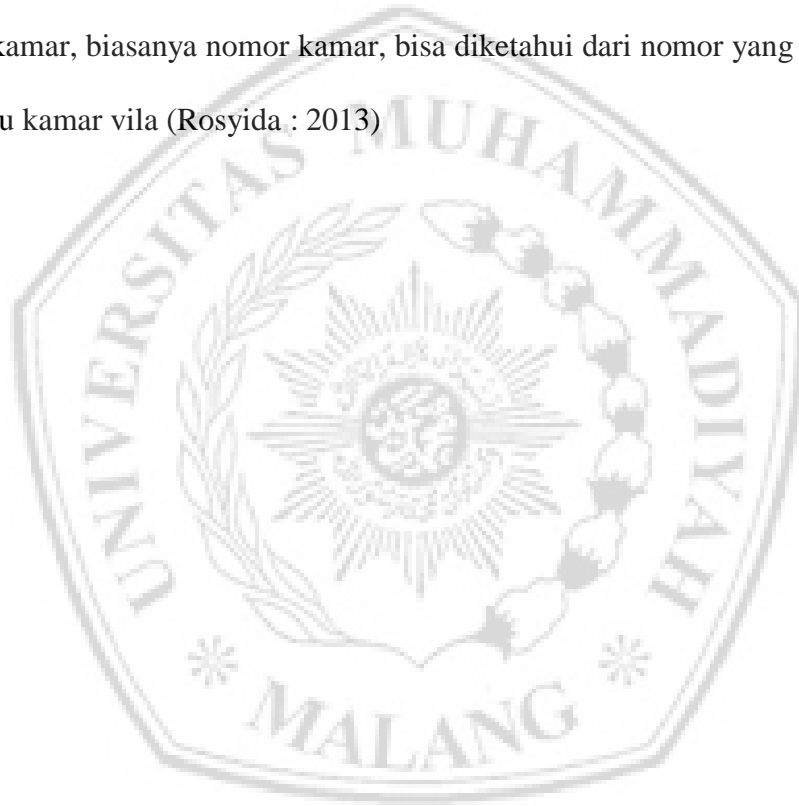 kamar, biasanya nomor kamar, bisa diketahui dari nomor yang
u kamar vila (Rosyida : 2013)
UNIVERSITAS MUHAMMADIYAH
MALANG